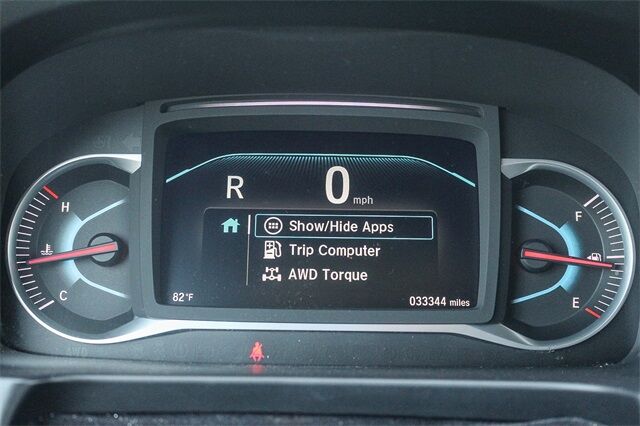 R 0 mph
H
F
Show/Hide Apps
Trip Computer
AWD Torque
C
E
82°F
033344 miles